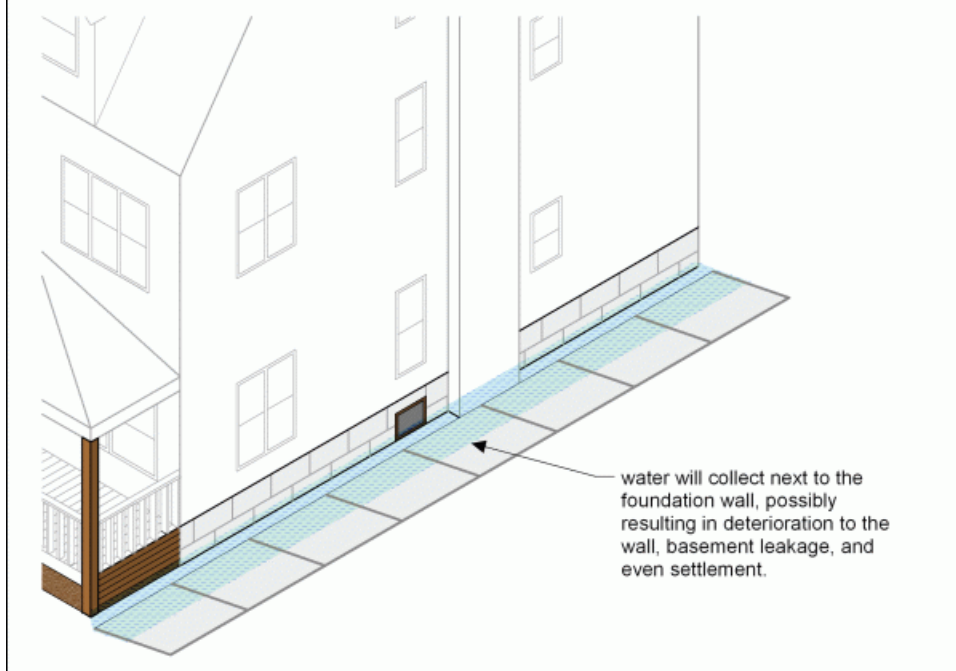 water will collect next to the
foundation wall, possibly
resulting in deterioration to the
wall, basement leakage, and
even settlement.